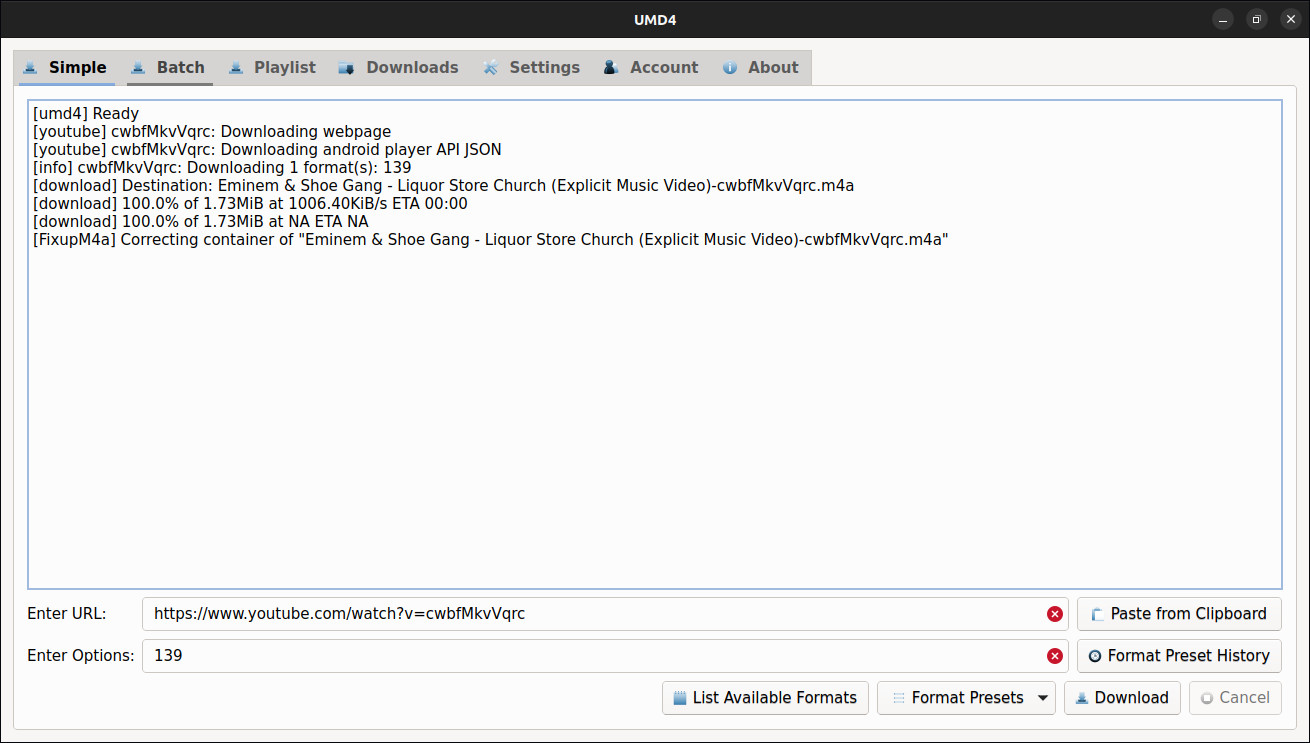 UMD4
Simple Batch Playlist Downloads Settings Account About
[umd4] Ready
[youtube] cwbfMkvVqrc: Downloading webpage
[youtube] cwbfMkvVqrc: Downloading android player API JSON
[info] cwbfMkvVqrc: Downloading 1 format(s): 139
[download] Destination: Eminem & Shoe Gang - Liquor Store Church (Explicit Music Video)-cwbfMkvVqrc.m4a
[download] 100.0% of 1.73MiB at 1006.40KiB/s ETA 00:00
[download] 100.0% of 1.73MiB at NA ETA NA
[FixupM4a] Correcting container of "Eminem & Shoe Gang - Liquor Store Church (Explicit Music Video)-cwbfMkvVqrc.m4a"
Enter URL: https://www.youtube.com/watch?v=cwbfMkvVqrc Paste from Clipboard
Enter Options: 139 Format Preset History
List Available Formats Format Presets Download Cancel